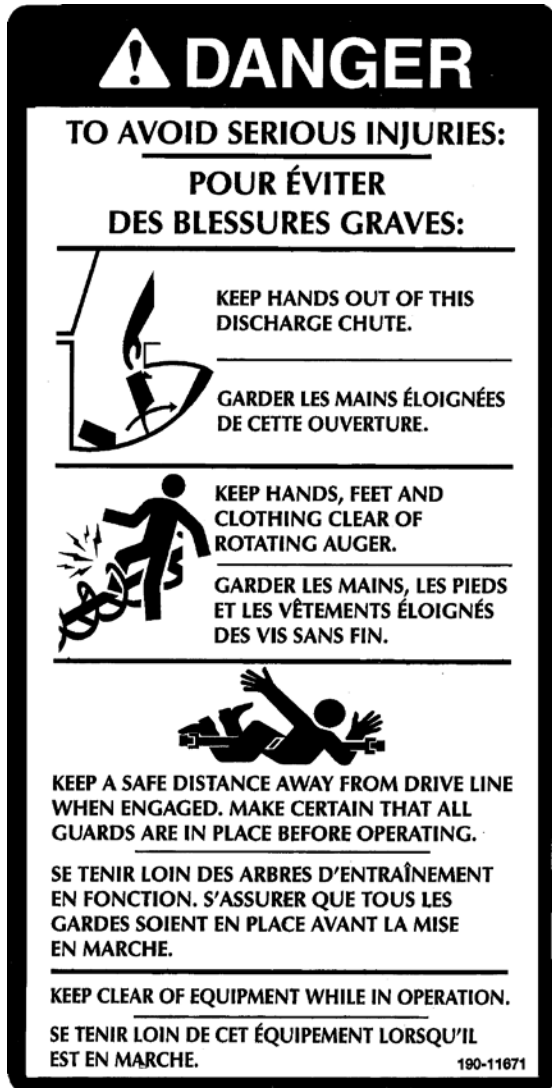 DANGER
TO AVOID SERIOUS INJURIES:
POUR ÉVITER
DES BLESSURES GRAVES:
KEEP HANDS OUT OF THIS
DISCHARGE CHUTE.
GARDER LES MAINS ÉLOIGNÉES
DE CETTE OUVERTURE.
KEEP HANDS, FEET AND
CLOTHING CLEAR OF
ROTATING AUGER.
GARDER LES MAINS, LES PIEDS
ET LES VÊTEMENTS ÉLOIGNÉS
DES VIS SANS FIN.
KEEP A SAFE DISTANCE AWAY FROM DRIVE LINE
WHEN ENGAGED. MAKE CERTAIN THAT ALL
GUARDS ARE IN PLACE BEFORE OPERATING.
SE TENIR LOIN DES ARBRES D'ENTRAÎNEMENT
EN FONCTION. S'ASSURER QUE TOUS LES
GARDES SOIENT EN PLACE AVANT LA MISE
EN MARCHE.
KEEP CLEAR OF EQUIPMENT WHILE IN OPERATION.
SE TENIR LOIN DE CET ÉQUIPEMENT LORSQU'IL
EST EN MARCHE.
190-11671